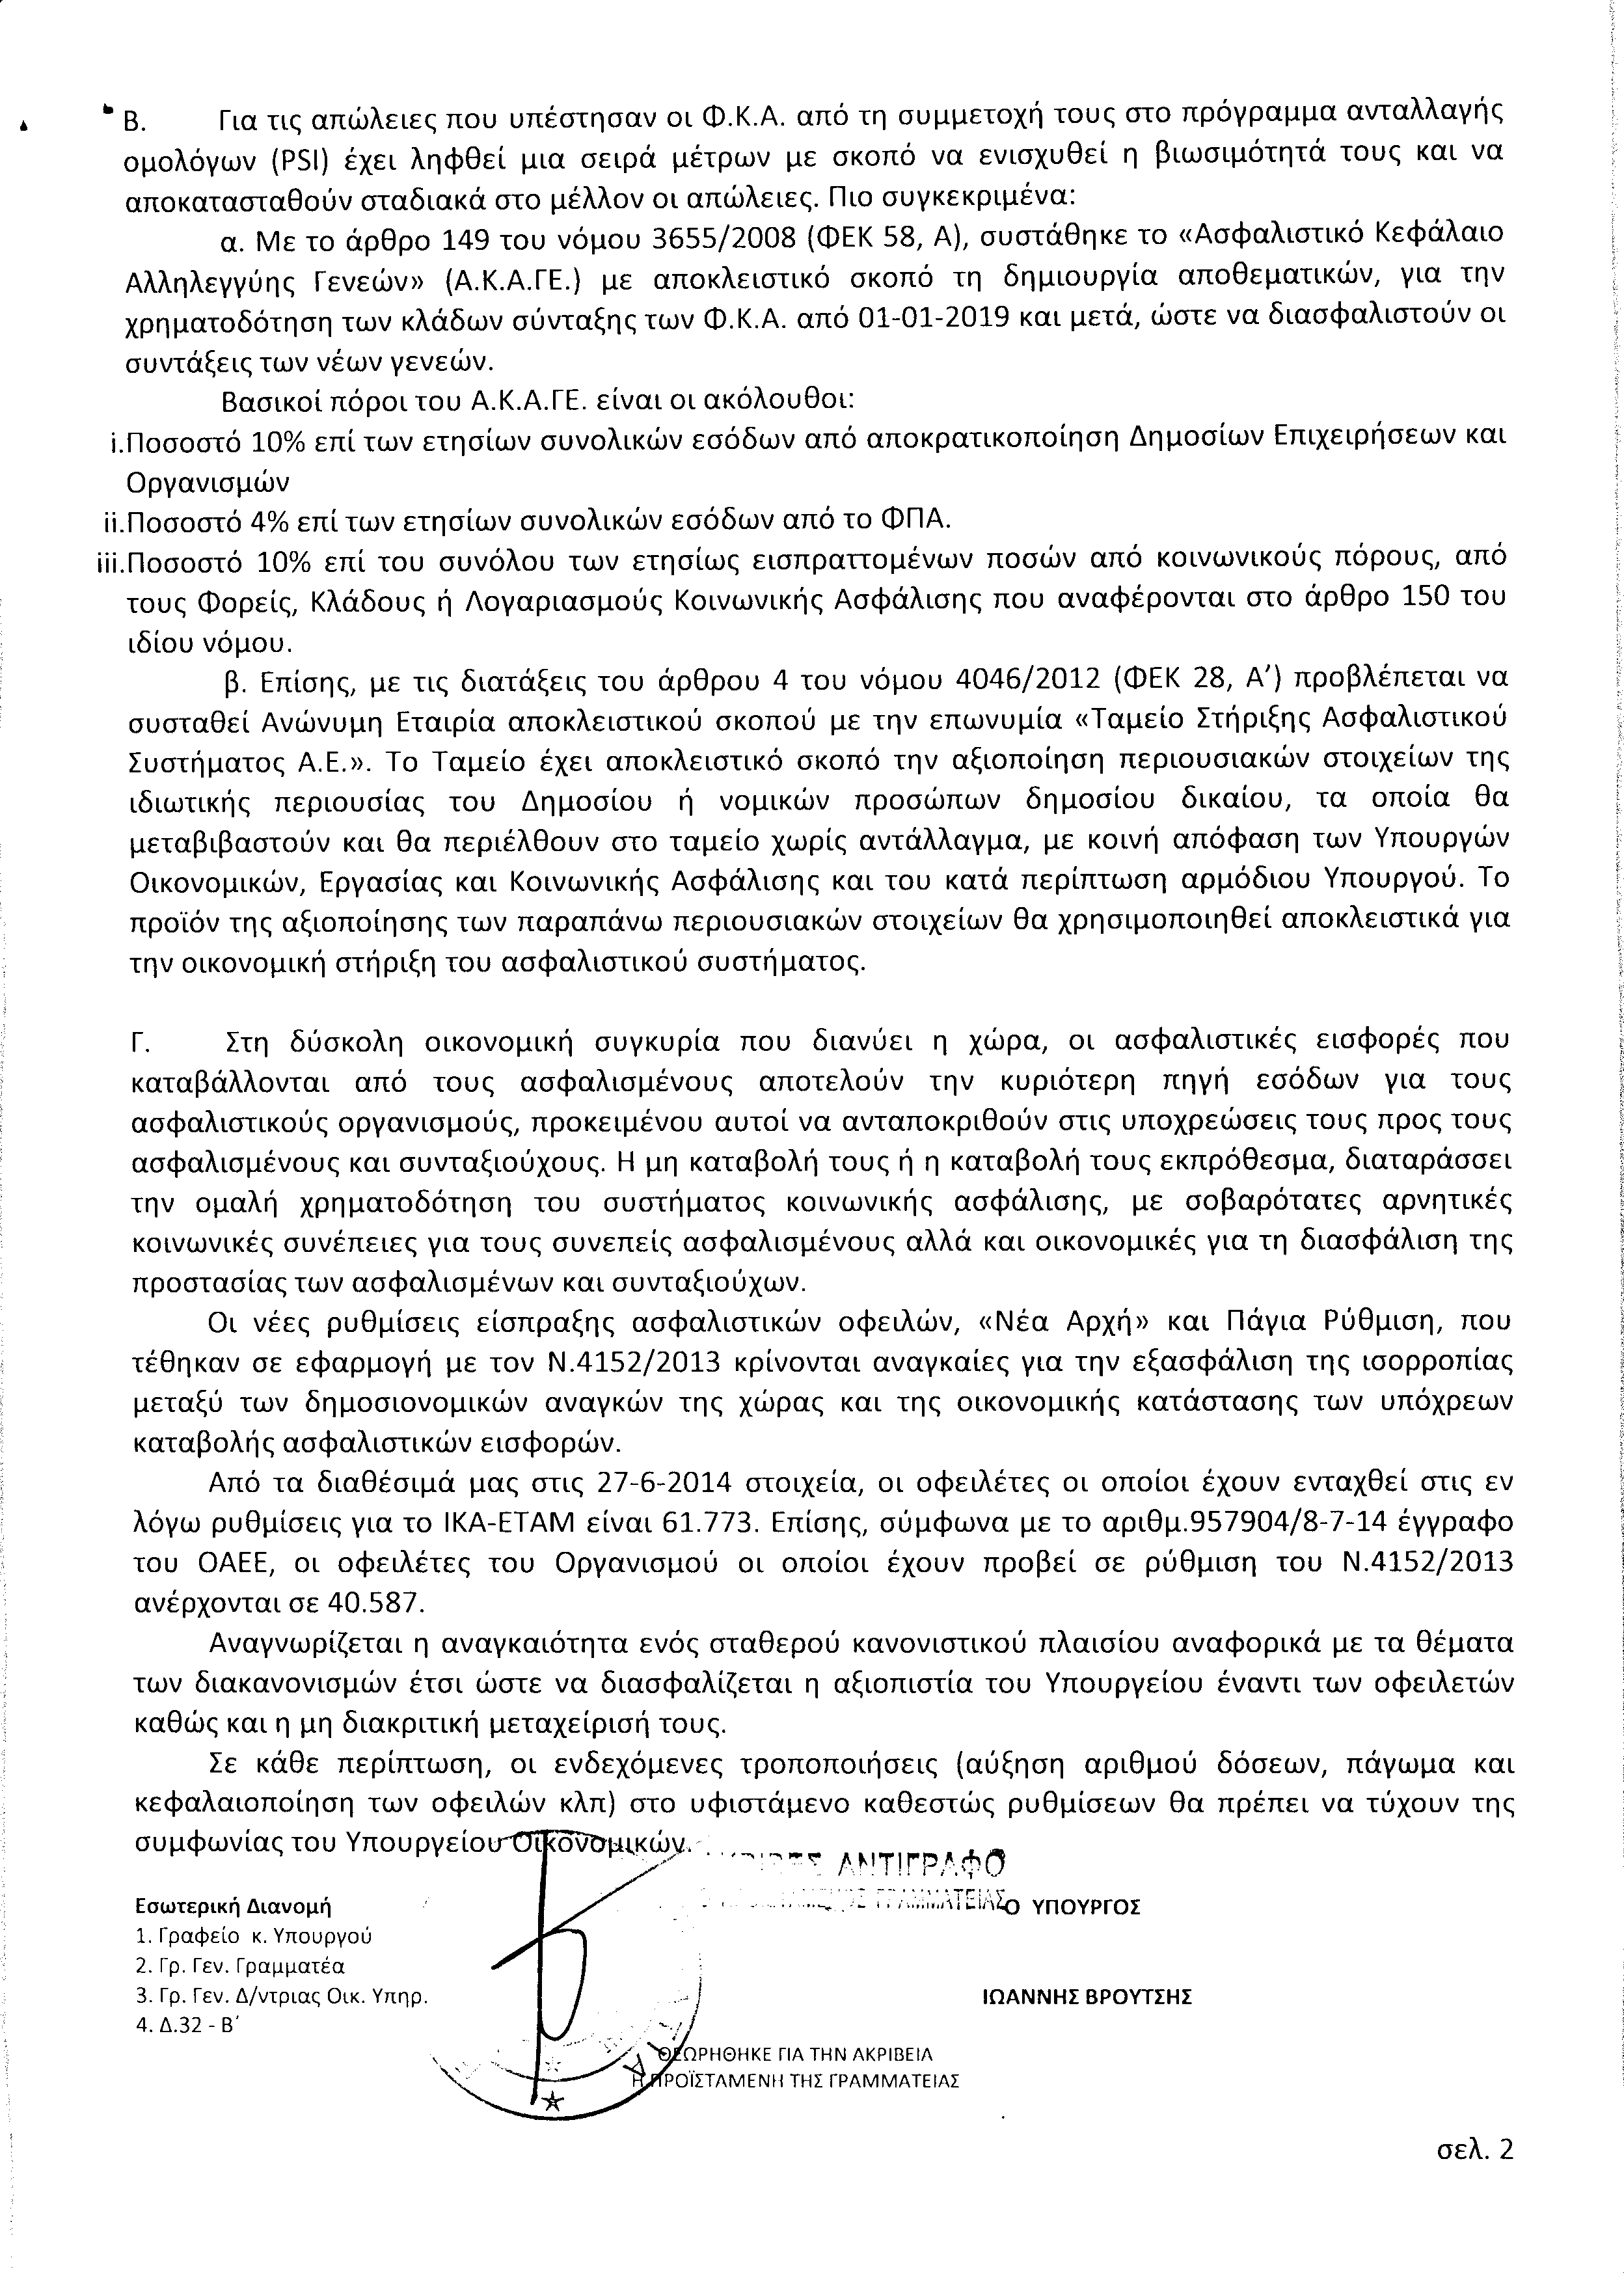 Β. Για τις απώλειες που υπέστησαν οι Φ.Κ.Α. από τη συμμετοχή τους στο πρόγραμμα ανταλλαγής
ομολόγων (PSI) έχει ληφθεί μια σειρά μέτρων με σκοπό να ενισχυθεί η βιωσιμότητά τους και να
αποκατασταθούν σταδιακά στο μέλλον οι απώλειες. Πιο συγκεκριμένα:
α. Με το άρθρο 149 του νόμου 3655/2008 (ΦΕΚ 58, Α), συστάθηκε το «Ασφαλιστικό Κεφάλαιο
Αλληλεγγύης Γενεών» (Α.Κ.Α.ΓΕ.) με αποκλειστικό σκοπό τη δημιουργία αποθεματικών, για την
χρηματοδότηση των κλάδων σύνταξης των Φ.Κ.Α. από 01-01-2019 και μετά, ώστε να διασφαλιστούν οι
συντάξεις των νέων γενεών.
Βασικοί πόροι του Α.Κ.Α.ΓΕ. είναι οι ακόλουθοι:
i.Ποσοστό 10% επί των ετησίων συνολικών εσόδων από αποκρατικοποίηση Δημοσίων Επιχειρήσεων και
Οργανισμών
ii.Ποσοστό 4% επί των ετησίων συνολικών εσόδων από το ΦΠΑ.
iii.Ποσοστό 10% επί του συνόλου των ετησίως εισπραττομένων ποσών από κοινωνικούς πόρους, από
τους Φορείς, Κλάδους ή Λογαριασμούς Κοινωνικής Ασφάλισης που αναφέρονται στο άρθρο 150 του
ιδίου νόμου.
β. Επίσης, με τις διατάξεις του άρθρου 4 του νόμου 4046/2012 (ΦΕΚ 28, Α’) προβλέπεται να
συσταθεί Ανώνυμη Εταιρία αποκλειστικού σκοπού με την επωνυμία «Ταμείο Στήριξης Ασφαλιστικού
Συστήματος Α.Ε.». Το Ταμείο έχει αποκλειστικό σκοπό την αξιοποίηση περιουσιακών στοιχείων της
ιδιωτικής περιουσίας του Δημοσίου ή νομικών προσώπων δημοσίου δικαίου, τα οποία θα
μεταβιβαστούν και θα περιέλθουν στο ταμείο χωρίς αντάλλαγμα, με κοινή απόφαση των Υπουργών
Οικονομικών, Εργασίας και Κοινωνικής Ασφάλισης και του κατά περίπτωση αρμόδιου Υπουργού. Το
προϊόν της αξιοποίησης των παραπάνω περιουσιακών στοιχείων θα χρησιμοποιηθεί αποκλειστικά για
την οικονομική στήριξη του ασφαλιστικού συστήματος.
Γ. Στη δύσκολη οικονομική συγκυρία που διανύει η χώρα, οι ασφαλιστικές εισφορές που
καταβάλλονται από τους ασφαλισμένους αποτελούν την κυριότερη πηγή εσόδων για τους
ασφαλιστικούς οργανισμούς, προκειμένου αυτοί να ανταποκριθούν στις υποχρεώσεις τους προς τους
ασφαλισμένους και συνταξιούχους. Η μη καταβολή τους ή η καταβολή τους εκπρόθεσμα, διαταράσσει
την ομαλή χρηματοδότηση του συστήματος κοινωνικής ασφάλισης, με σοβαρότατες αρνητικές
κοινωνικές συνέπειες για τους συνεπείς ασφαλισμένους αλλά και οικονομικές για τη διασφάλιση της
προστασίας των ασφαλισμένων και συνταξιούχων.
Οι νέες ρυθμίσεις είσπραξης ασφαλιστικών οφειλών, «Νέα Αρχή» και Πάγια Ρύθμιση, που
τέθηκαν σε εφαρμογή με τον Ν.4152/2013 κρίνονται αναγκαίες για την εξασφάλιση της ισορροπίας
μεταξύ των δημοσιονομικών αναγκών της χώρας και της οικονομικής κατάστασης των υπόχρεων
καταβολής ασφαλιστικών εισφορών.
Από τα διαθέσιμά μας στις 27-6-2014 στοιχεία, οι οφειλέτες οι οποίοι έχουν ενταχθεί στις εν
λόγω ρυθμίσεις για το ΙΚΑ-ΕΤΑΜ είναι 61.773. Επίσης, σύμφωνα με το αριθμ.957904/8-7-14 έγγραφο
του ΟΑΕΕ, οι οφειλέτες του Οργανισμού οι οποίοι έχουν προβεί σε ρύθμιση του Ν.4152/2013
ανέρχονται σε 40.587.
Αναγνωρίζεται η αναγκαιότητα ενός σταθερού κανονιστικού πλαισίου αναφορικά με τα θέματα
των διακανονισμών έτσι ώστε να διασφαλίζεται η αξιοπιστία του Υπουργείου έναντι των οφειλετών
καθώς και η μη διακριτική μεταχείρισή τους.
Σε κάθε περίπτωση, οι ενδεχόμενες τροποποιήσεις (αύξηση αριθμού δόσεων, πάγωμα και
κεφαλαιοποίηση των οφειλών κλπ) στο υφιστάμενο καθεστώς ρυθμίσεων θα πρέπει να τύχουν της
συμφωνίας του Υπουργείου Οικονομικών.
ΑΝΤΙΓΡΑΦΟ
ΓΡΑΜΜΑΤΕΙΑΣ
Εσωτερική Διανομή
Ο ΥΠΟΥΡΓΟΣ
1. Γραφείο κ. Υπουργού
2. Γρ. Γεν. Γραμματέα
3. Γρ. Γεν. Δ/ντριας Οικ. Υπηρ.
ΙΩΑΝΝΗΣ ΒΡΟΥΤΣΗΣ
4. Δ.32 - Β΄
ΘΕΩΡΗΘΗΚΕ ΓΙΑ ΤΗΝ ΑΚΡΙΒΕΙΑ
Η ΠΡΟΪΣΤΑΜΕΝΗ ΤΗΣ ΓΡΑΜΜΑΤΕΙΑΣ
σελ. 2